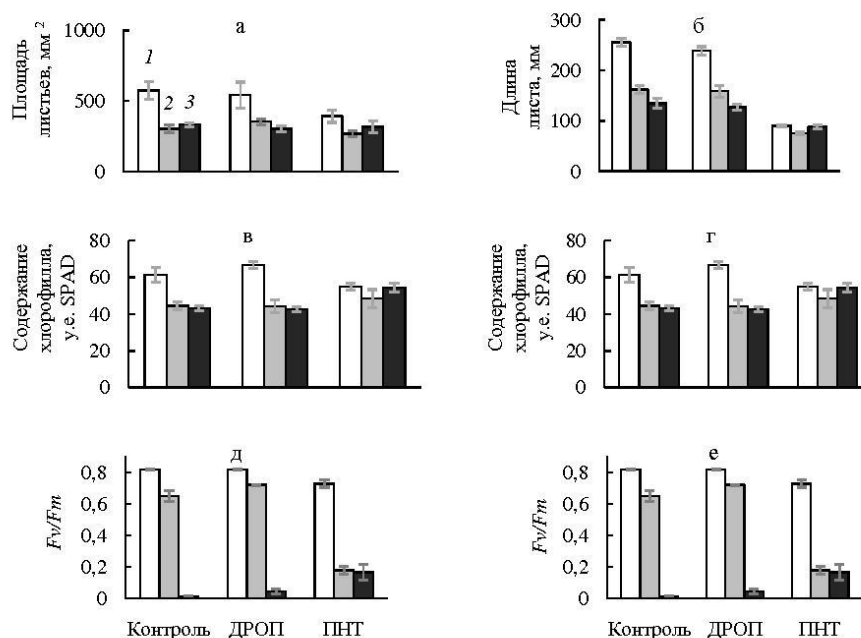 Площадь
листьев, мм ²
1000
500
0
а
1
2 3
Длина
листа, мм
300
200
100
0
б
Содержание
хлорофилла,
у.е. SPAD
80
60
40
20
0
в
Содержание
хлорофилла,
у.е. SPAD
80
60
40
20
0
г
Fv/Fm
0,8
0,6
0,4
0,2
0
д
Контроль ДРОП ПНТ
Fv/Fm
0,8
0,6
0,4
0,2
0
е
Контроль ДРОП ПНТ